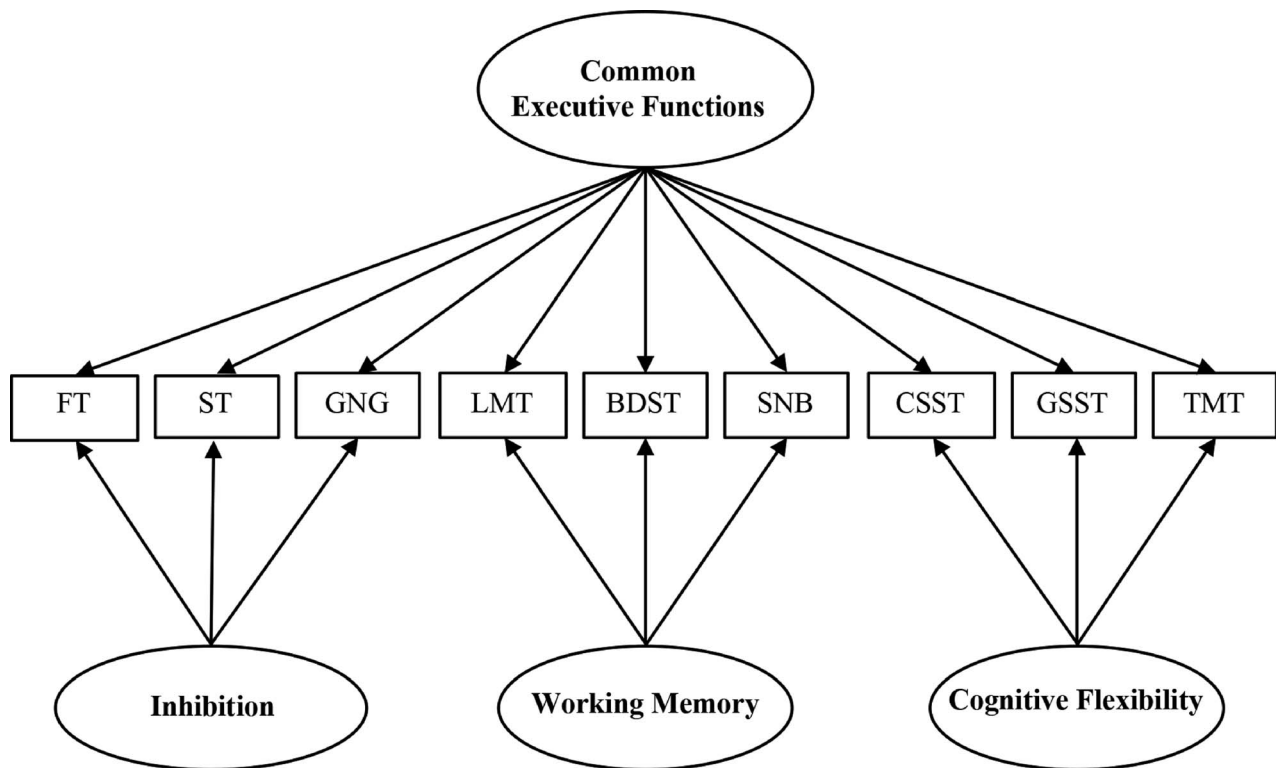 Common
Executive Functions
FT
ST
GNG
LMT
BDST
SNB
CSST
GSST
TMT
Inhibition
Working Memory
Cognitive Flexibility